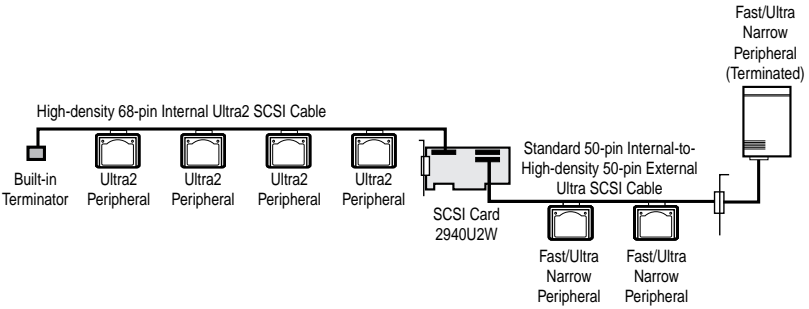 Fast/Ultra
Narrow
Peripheral
(Terminated)
High-density 68-pin Internal Ultra2 SCSI Cable
Built-in
Terminator
Ultra2
Peripheral
Ultra2
Peripheral
Ultra2
Peripheral
Ultra2
Peripheral
SCSI Card
2940U2W
Standard 50-pin Internal-to-
High-density 50-pin External
Ultra SCSI Cable
Fast/Ultra
Narrow
Peripheral
Fast/Ultra
Narrow
Peripheral